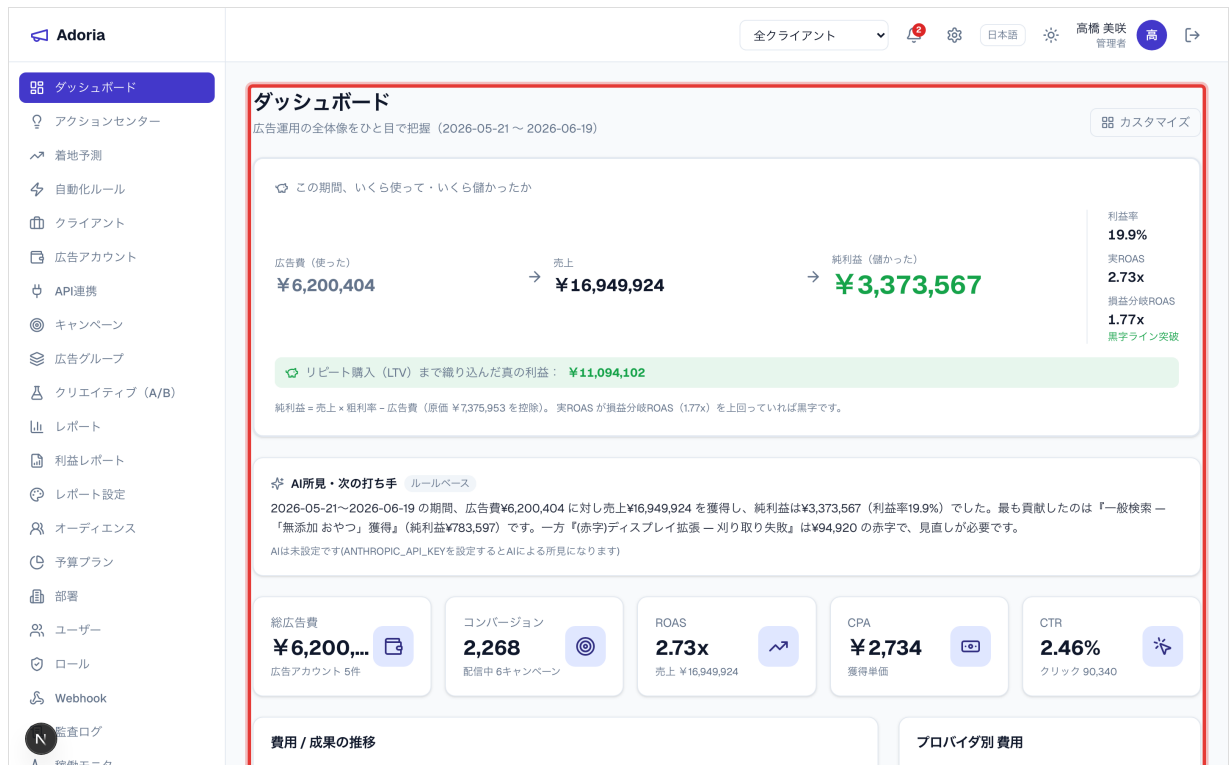 Adoria
全クライアント
2
日本語
高橋 美咲
管理者
高
ダッシュボード
アクションセンター
着地予測
自動化ルール
クライアント
広告アカウント
API連携
キャンペーン
広告グループ
クリエイティブ（A/B）
レポート
利益レポート
レポート設定
オーディエンス
予算プラン
部署
ユーザー
ロール
Webhook
監査ログ
稼働モニタ
N
ダッシュボード
広告運用の全体像をひと目で把握（2026-05-21 〜 2026-06-19）
カスタマイズ
この期間、いくら使って・いくら儲かったか
広告費（使った）
¥6,200,404
売上
¥16,949,924
純利益（儲かった）
¥3,373,567
利益率
19.9%
実ROAS
2.73x
損益分岐ROAS
1.77x
黒字ライン突破
リピート購入（LTV）まで織り込んだ真の利益： ¥11,094,102
純利益 = 売上 × 粗利率 − 広告費（原価 ¥7,375,953 を控除）。 実ROAS が損益分岐ROAS（1.77x）を上回っていれば黒字です。
AI所見・次の打ち手 ルールベース
2026-05-21〜2026-06-19 の期間、広告費¥6,200,404 に対し売上¥16,949,924 を獲得し、純利益は¥3,373,567（利益率19.9%）でした。最も貢献したのは『一般検索 —
「無添加 おやつ」獲得』（純利益¥783,597）です。一方『(赤字)ディスプレイ拡張 — 刈り取り失敗』は¥94,920 の赤字で、見直しが必要です。
AIは未設定です(ANTHROPIC_API_KEYを設定するとAIによる所見になります)
総広告費
¥6,200,...
広告アカウント 5件
コンバージョン
2,268
配信中 6キャンペーン
ROAS
2.73x
売上 ¥16,949,924
CPA
¥2,734
獲得単価
CTR
2.46%
クリック 90,340
費用 / 成果の推移
プロバイダ別 費用